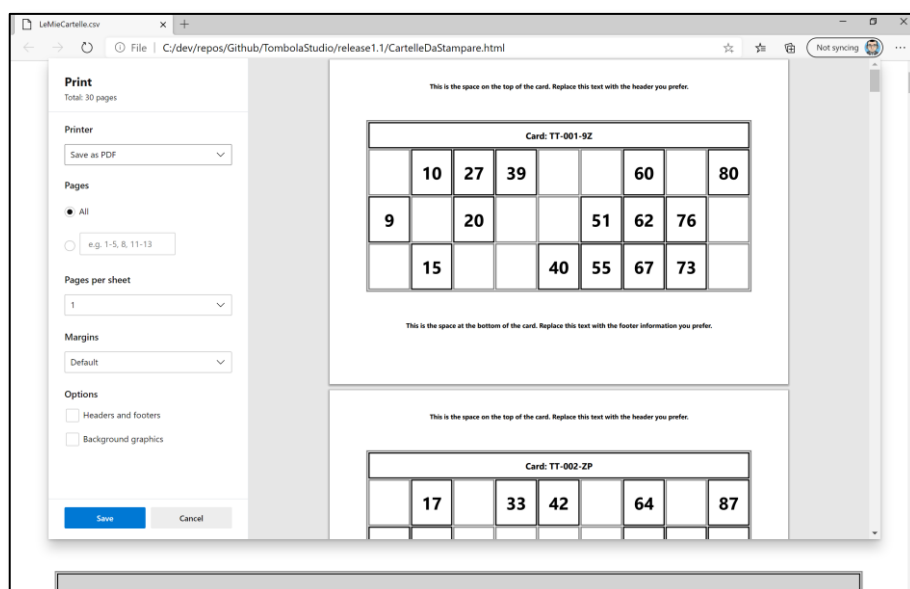 LeMieCartelle.csv
File | C:/dev/repos/Github/TombolaStudio/release1.1/CartelleDaStampare.html
Not syncing
Print
Total: 30 pages
Printer
Save as PDF
Pages
All
e.g. 1-5, 8, 11-13
Pages per sheet
1
Margins
Default
Options
Headers and footers
Background graphics
Save Cancel
This is the space on the top of the card. Replace this text with the header you prefer.
Card: TT-001-9Z
10 27 39 60 80
9 20 51 62 76
15 40 55 67 73
This is the space at the bottom of the card. Replace this text with the footer information you prefer.
This is the space on the top of the card. Replace this text with the header you prefer.
Card: TT-002-ZP
17 33 42 64 87